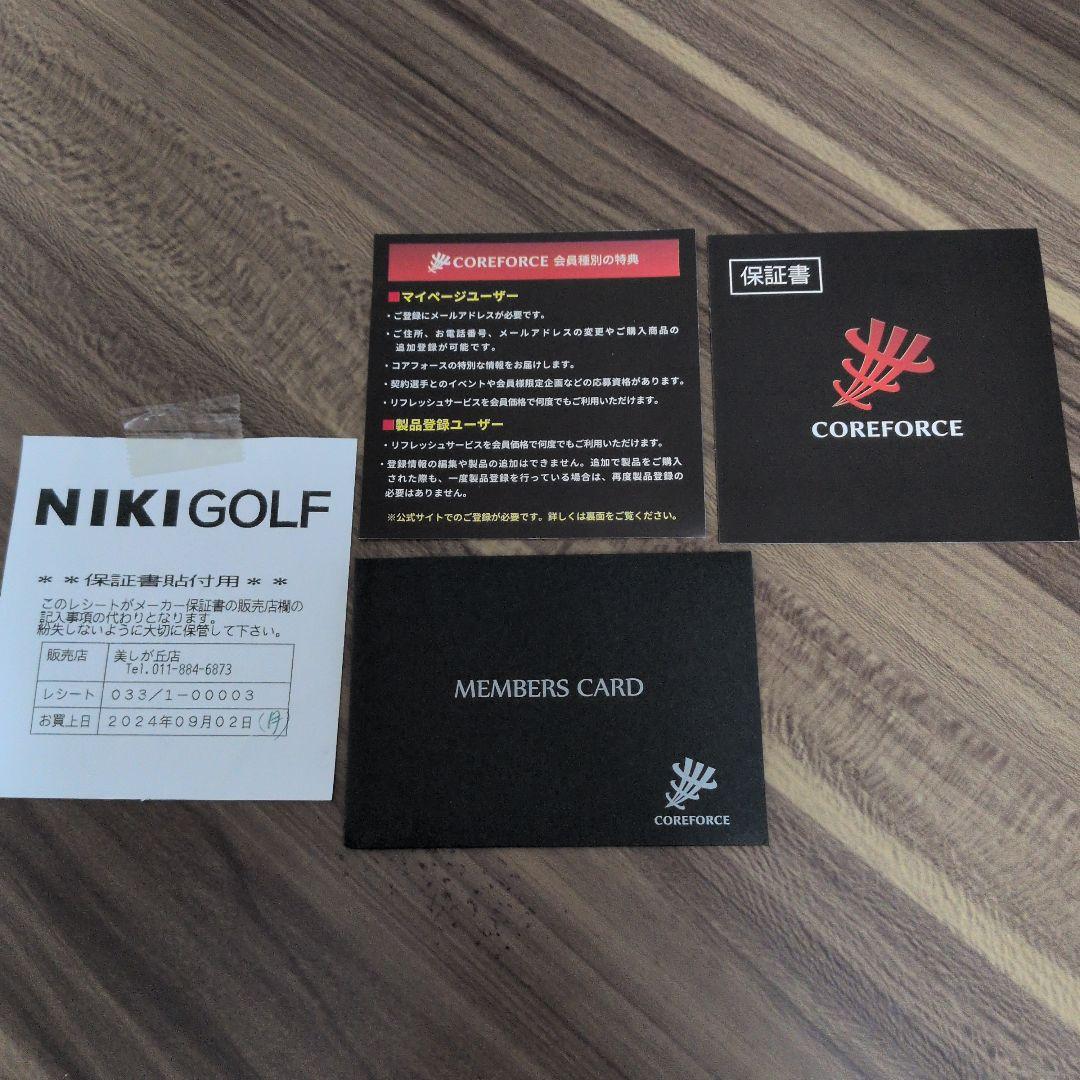 NIKIGOLF
＊＊保証書貼付用＊＊
このレシートがメーカー保証書の販売店欄の
記入事項の代わりとなります。
紛失しないように大切に保管して下さい。
販売店 美しが丘店
Tel.011-884-6873
レシート ０３３／１−００００３
お買上日 ２０２４年０９月０２日(月)
COREFORCE 会員種別の特典
■マイページユーザー
・ご登録にメールアドレスが必要です。
・ご住所、お電話番号、メールアドレスの変更やご購入商品の
追加登録が可能です。
・コアフォースの特別な情報をお届けします。
・契約選手とのイベントや会員様限定企画などの応募資格があります。
・リフレッシュサービスを会員価格で何度でもご利用いただけます。
■製品登録ユーザー
・リフレッシュサービスを会員価格で何度でもご利用いただけます。
・登録情報の編集や製品の追加はできません。追加で製品をご購入
された際も、一度製品登録を行っている場合は、再度製品登録の
必要はありません。
※公式サイトでのご登録が必要です。詳しくは裏面をご覧ください。
保証書
COREFORCE
MEMBERS CARD
COREFORCE